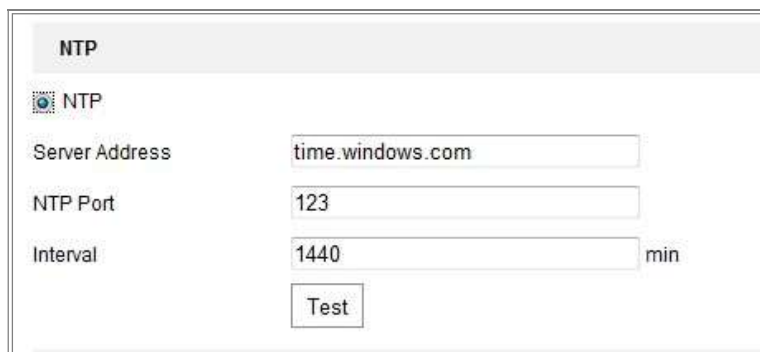 NTP
NTP
Server Address time.windows.com
NTP Port 123
Interval 1440 min
Test